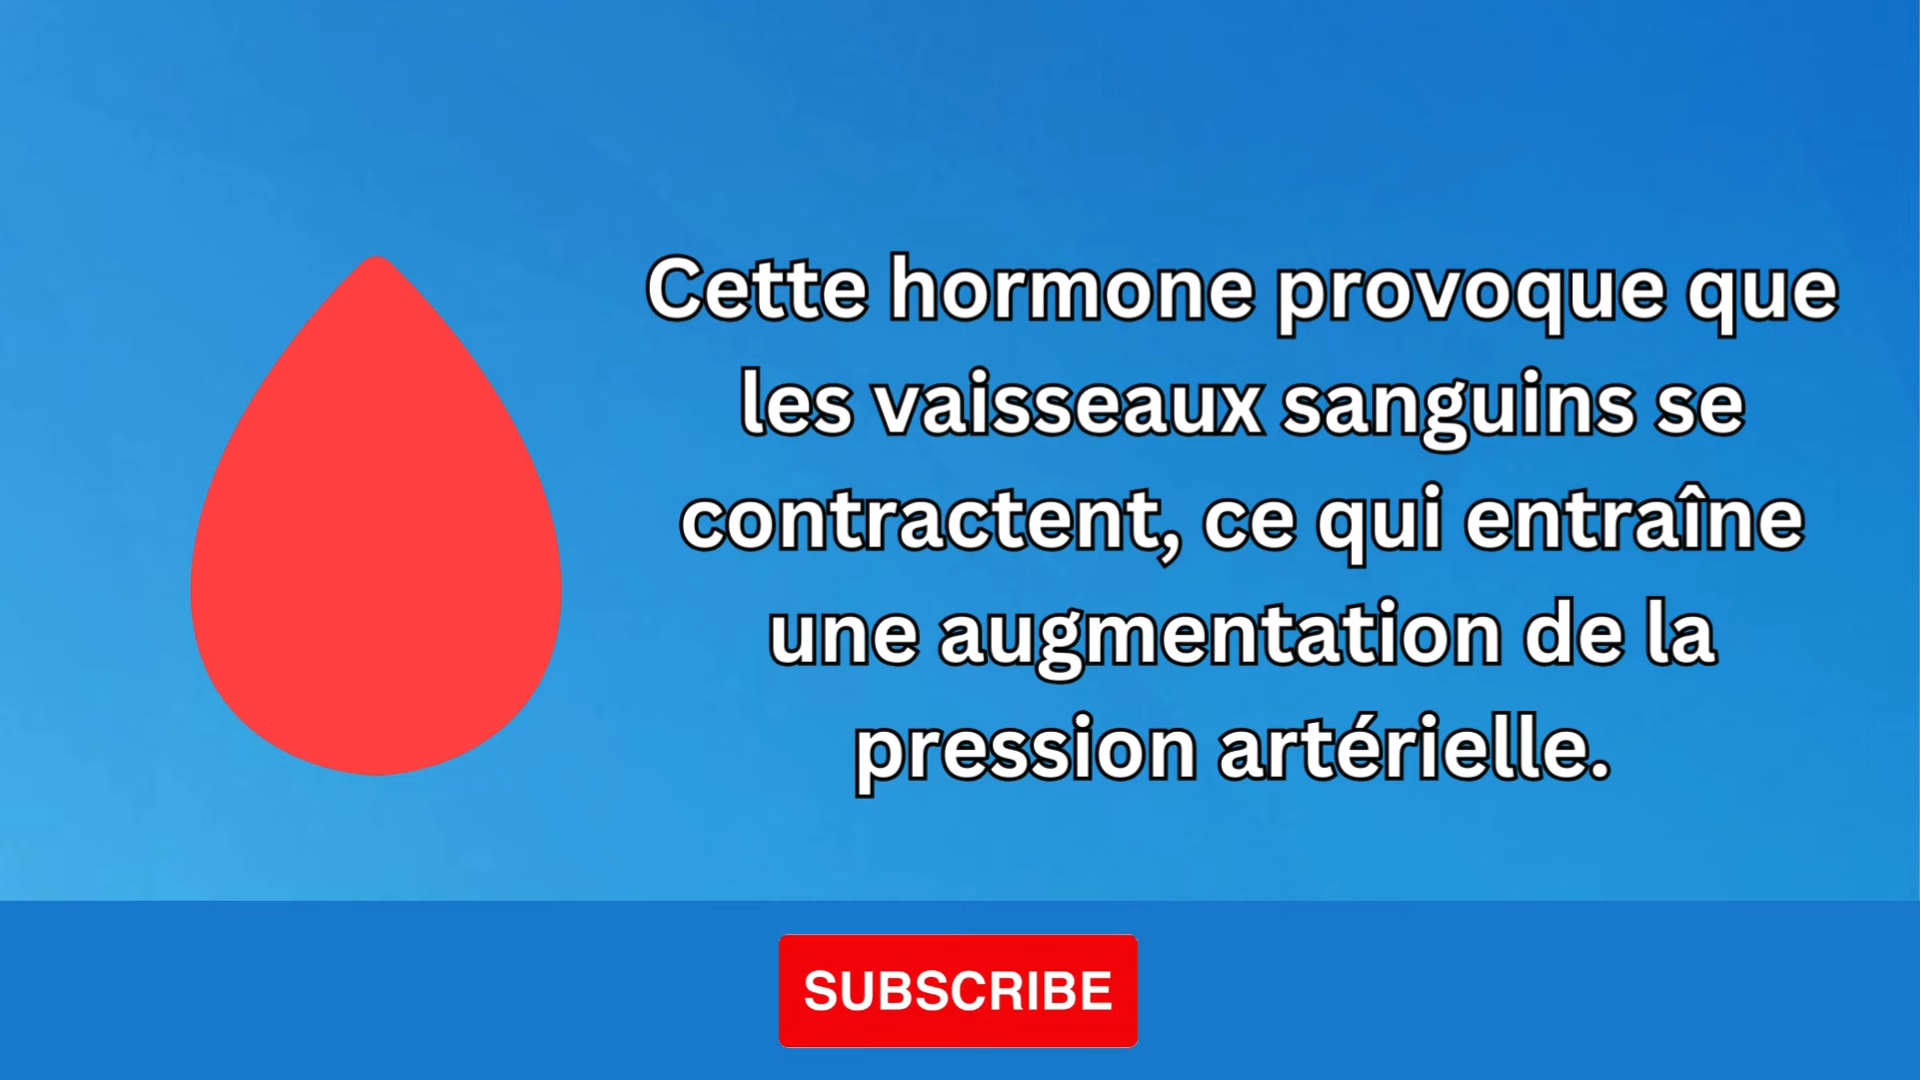 Cette hormone provoque que
les vaisseaux sanguins se
contractent, ce qui entraîne
une augmentation de la
pression artérielle.
SUBSCRIBE